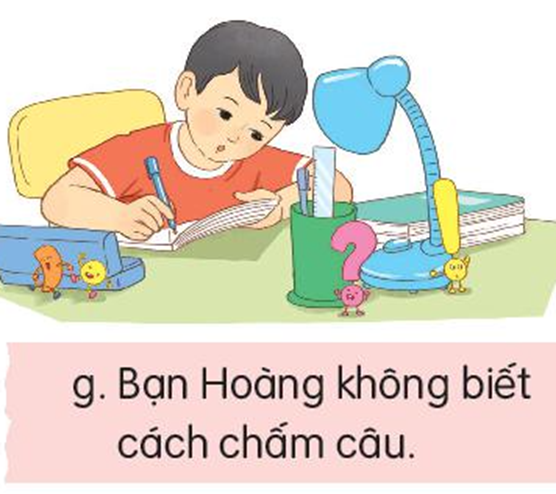 g. Bạn Hoàng không biết
cách chấm câu.